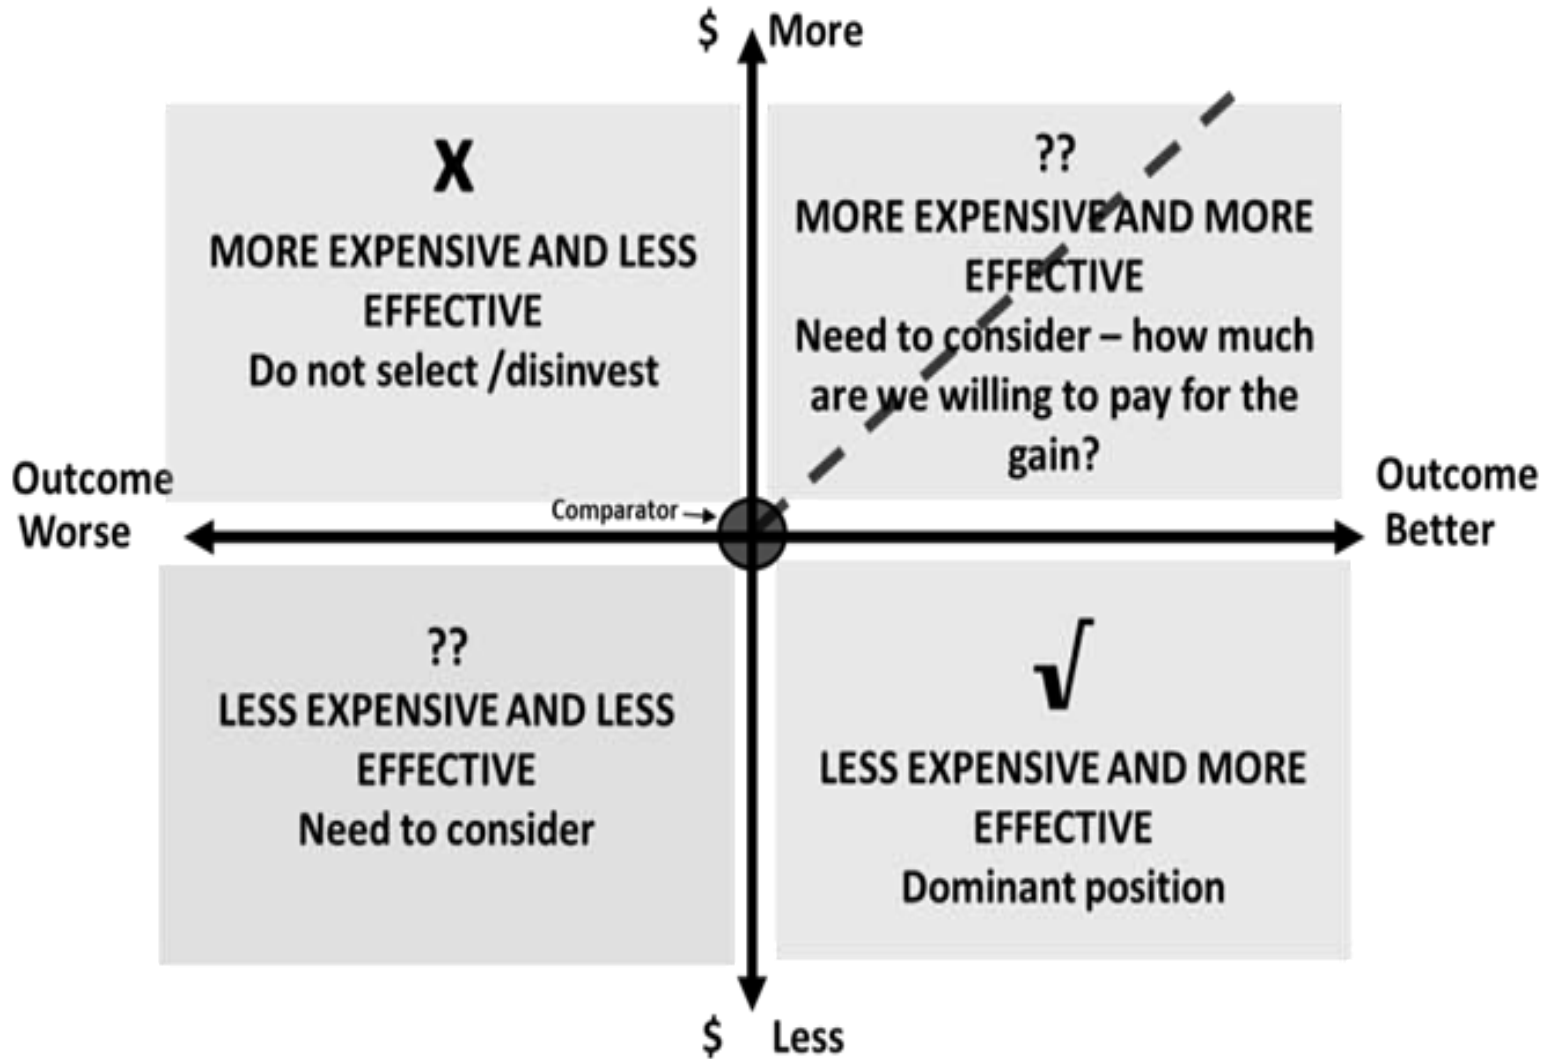 $ More
X
MORE EXPENSIVE AND LESS
EFFECTIVE
Do not select /disinvest
??
MORE EXPENSIVE AND MORE
EFFECTIVE
Need to consider – how much
are we willing to pay for the
gain?
Outcome
Worse
Comparator
Outcome
Better
??
LESS EXPENSIVE AND LESS
EFFECTIVE
Need to consider
√
LESS EXPENSIVE AND MORE
EFFECTIVE
Dominant position
$ Less